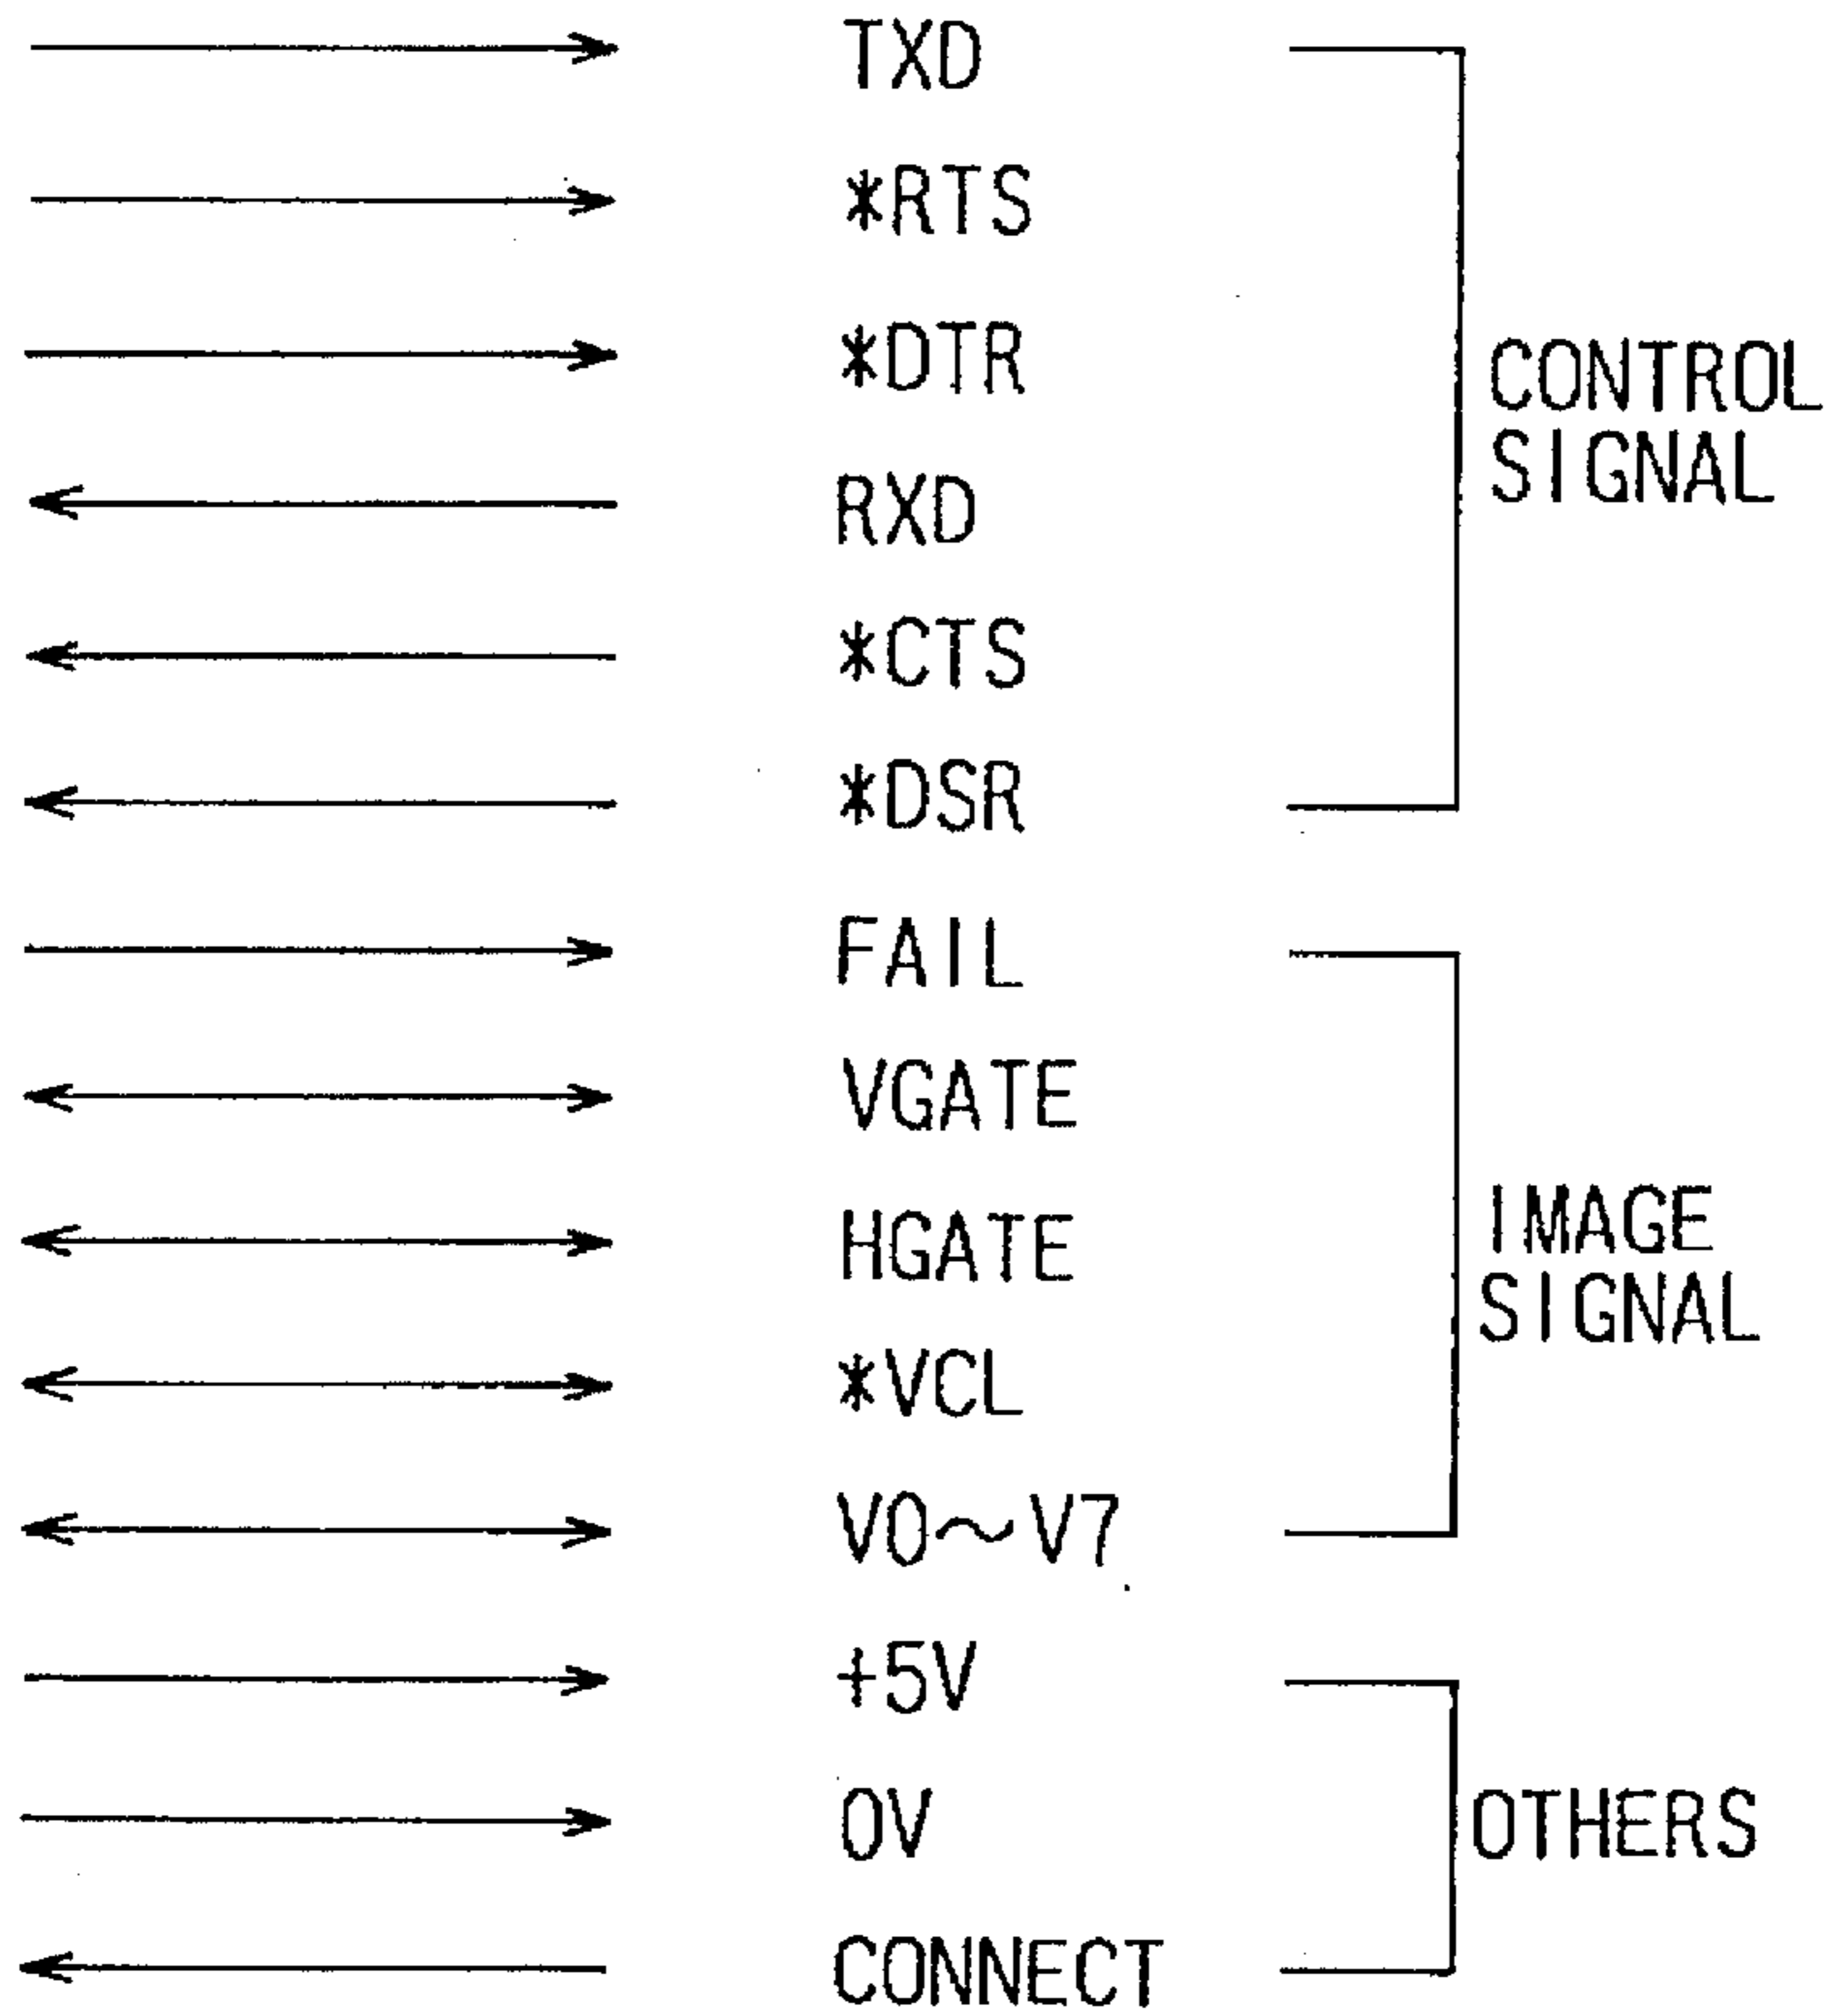 TXD
*RTS
*DTR
RXD
*CTS
*DSR
CONTROL
SIGNAL
FAIL
VGATE
HGATE
*VCL
V0~V7
IMAGE
SIGNAL
+5V
0V
CONNECT
OTHERS